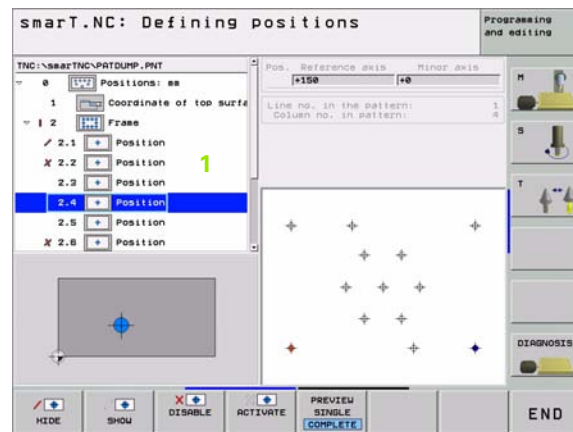 smarT.NC: Defining positions
Programming and editing
TNC:\smarTNC\PATDUMP.PNT
0 Positions: mm
1 Coordinate of top surfa
2 Frame
2.1 Position
2.2 Position
2.3 Position
2.4 Position
2.5 Position
2.6 Position
1
Pos. Reference axis Minor axis
+150 +0
Line no. in the pattern: 1
Column no. in pattern: 4
M
S
T
DIAGNOSIS
HIDE
SHOW
DISABLE
ACTIVATE
PREVIEW
SINGLE
COMPLETE
END